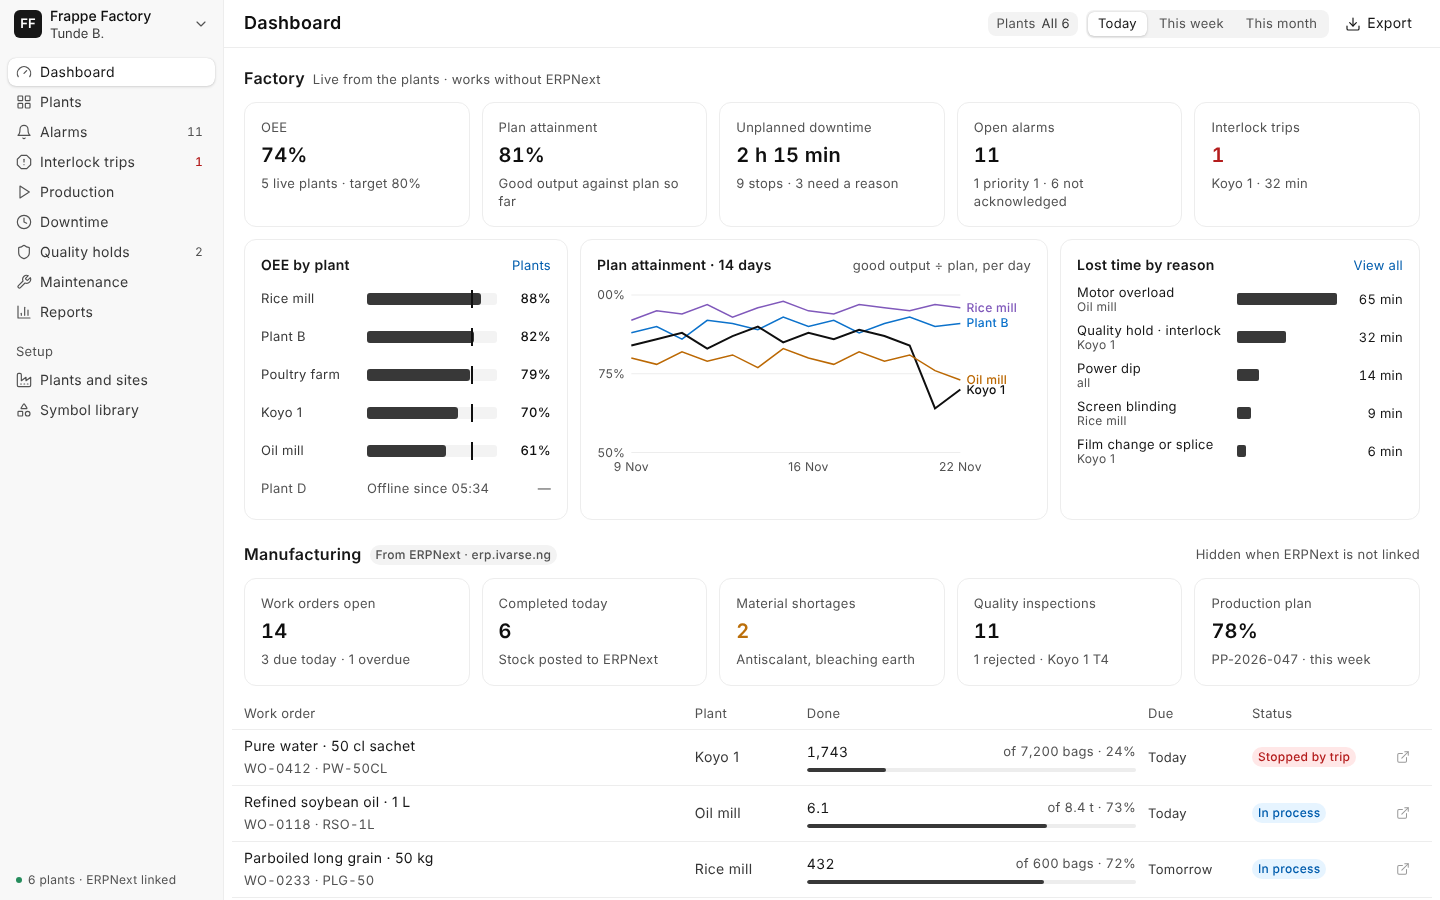 FF
Frappe Factory
Tunde B.
Dashboard
Plants
Alarms 11
Interlock trips 1
Production
Downtime
Quality holds 2
Maintenance
Reports
Setup
Plants and sites
Symbol library
6 plants · ERPNext linked
Dashboard
Plants All 6
Today This week This month
Export
Factory Live from the plants · works without ERPNext
OEE
74%
5 live plants · target 80%
Plan attainment
81%
Good output against plan so
far
Unplanned downtime
2 h 15 min
9 stops · 3 need a reason
Open alarms
11
1 priority 1 · 6 not
acknowledged
Interlock trips
1
Koyo 1 · 32 min
OEE by plant Plants
Rice mill 88%
Plant B 82%
Poultry farm 79%
Koyo 1 70%
Oil mill 61%
Plant D Offline since 05:34 —
Plan attainment · 14 days good output ÷ plan, per day
00%
75%
50%
Rice mill
Plant B
Oil mill
Koyo 1
9 Nov 16 Nov 22 Nov
Lost time by reason View all
Motor overload
Oil mill
65 min
Quality hold · interlock
Koyo 1
32 min
Power dip
all
14 min
Screen blinding
Rice mill
9 min
Film change or splice
Koyo 1
6 min
Manufacturing From ERPNext · erp.ivarse.ng Hidden when ERPNext is not linked
Work orders open
14
3 due today · 1 overdue
Completed today
6
Stock posted to ERPNext
Material shortages
2
Antiscalant, bleaching earth
Quality inspections
11
1 rejected · Koyo 1 T4
Production plan
78%
PP-2026-047 · this week
Work order Plant Done Due Status
Pure water · 50 cl sachet
WO-0412 · PW-50CL
Koyo 1
1,743 of 7,200 bags · 24%
Today
Stopped by trip
Refined soybean oil · 1 L
WO-0118 · RSO-1L
Oil mill
6.1 of 8.4 t · 73%
Today
In process
Parboiled long grain · 50 kg
WO-0233 · PLG-50
Rice mill
432 of 600 bags · 72%
Tomorrow
In process